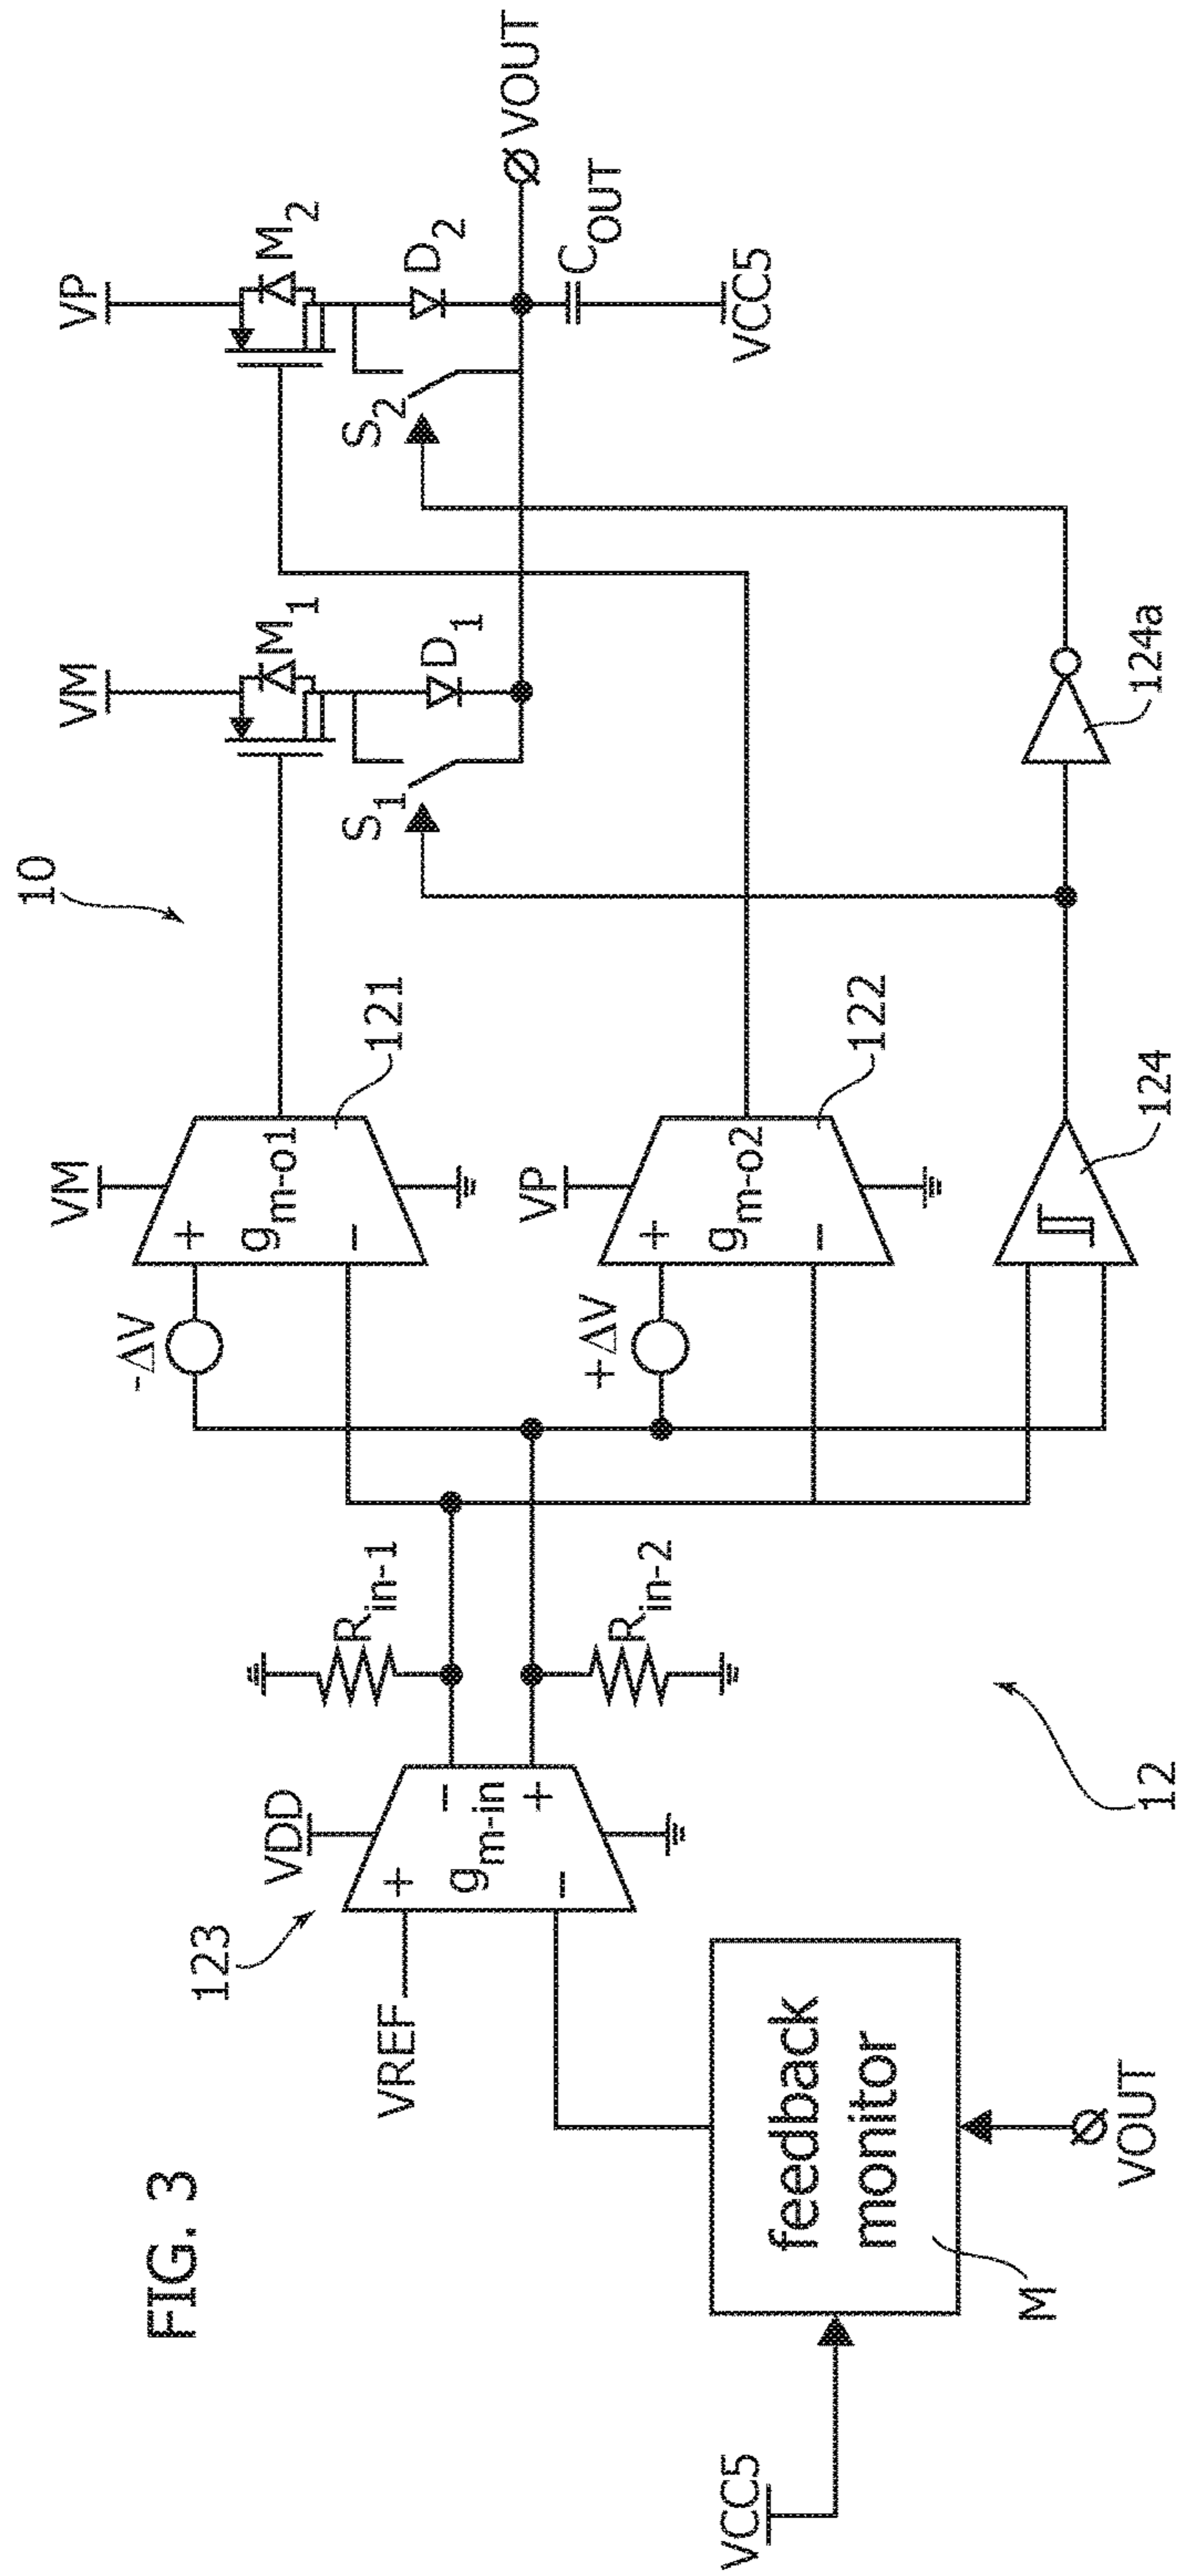 FIG. 3
10
VM
VP
M1
M2
D1
D2
S1
S2
VOUT
COUT
VCC5
VM
-ΔV
+
gm-o1
-
121
VP
+ΔV
+
gm-o2
-
122
124
124a
Rin-1
Rin-2
123
VDD
VREF
+
gm-in
-
-
+
12
feedback
monitor
M
VCC5
VOUT